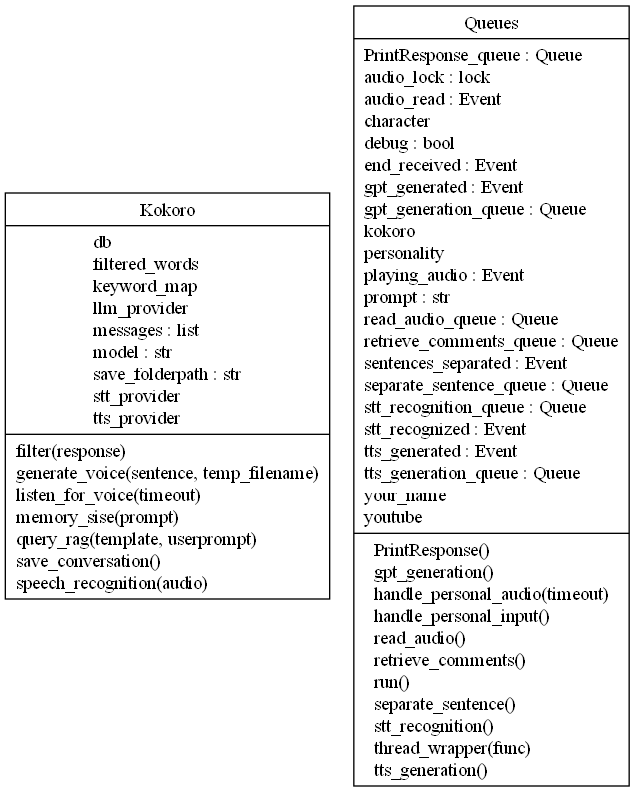 Kokoro
db
filtered_words
keyword_map
llm_provider
messages : list
model : str
save_folderpath : str
stt_provider
tts_provider
filter(response)
generate_voice(sentence, temp_filename)
listen_for_voice(timeout)
memory_sise(prompt)
query_rag(template, userprompt)
save_conversation()
speech_recognition(audio)
Queues
PrintResponse_queue : Queue
audio_lock : lock
audio_read : Event
character
debug : bool
end_received : Event
gpt_generated : Event
gpt_generation_queue : Queue
kokoro
personality
playing_audio : Event
prompt : str
read_audio_queue : Queue
retrieve_comments_queue : Queue
sentences_separated : Event
separate_sentence_queue : Queue
stt_recognition_queue : Queue
stt_recognized : Event
tts_generated : Event
tts_generation_queue : Queue
your_name
youtube
PrintResponse()
gpt_generation()
handle_personal_audio(timeout)
handle_personal_input()
read_audio()
retrieve_comments()
run()
separate_sentence()
stt_recognition()
thread_wrapper(func)
tts_generation()